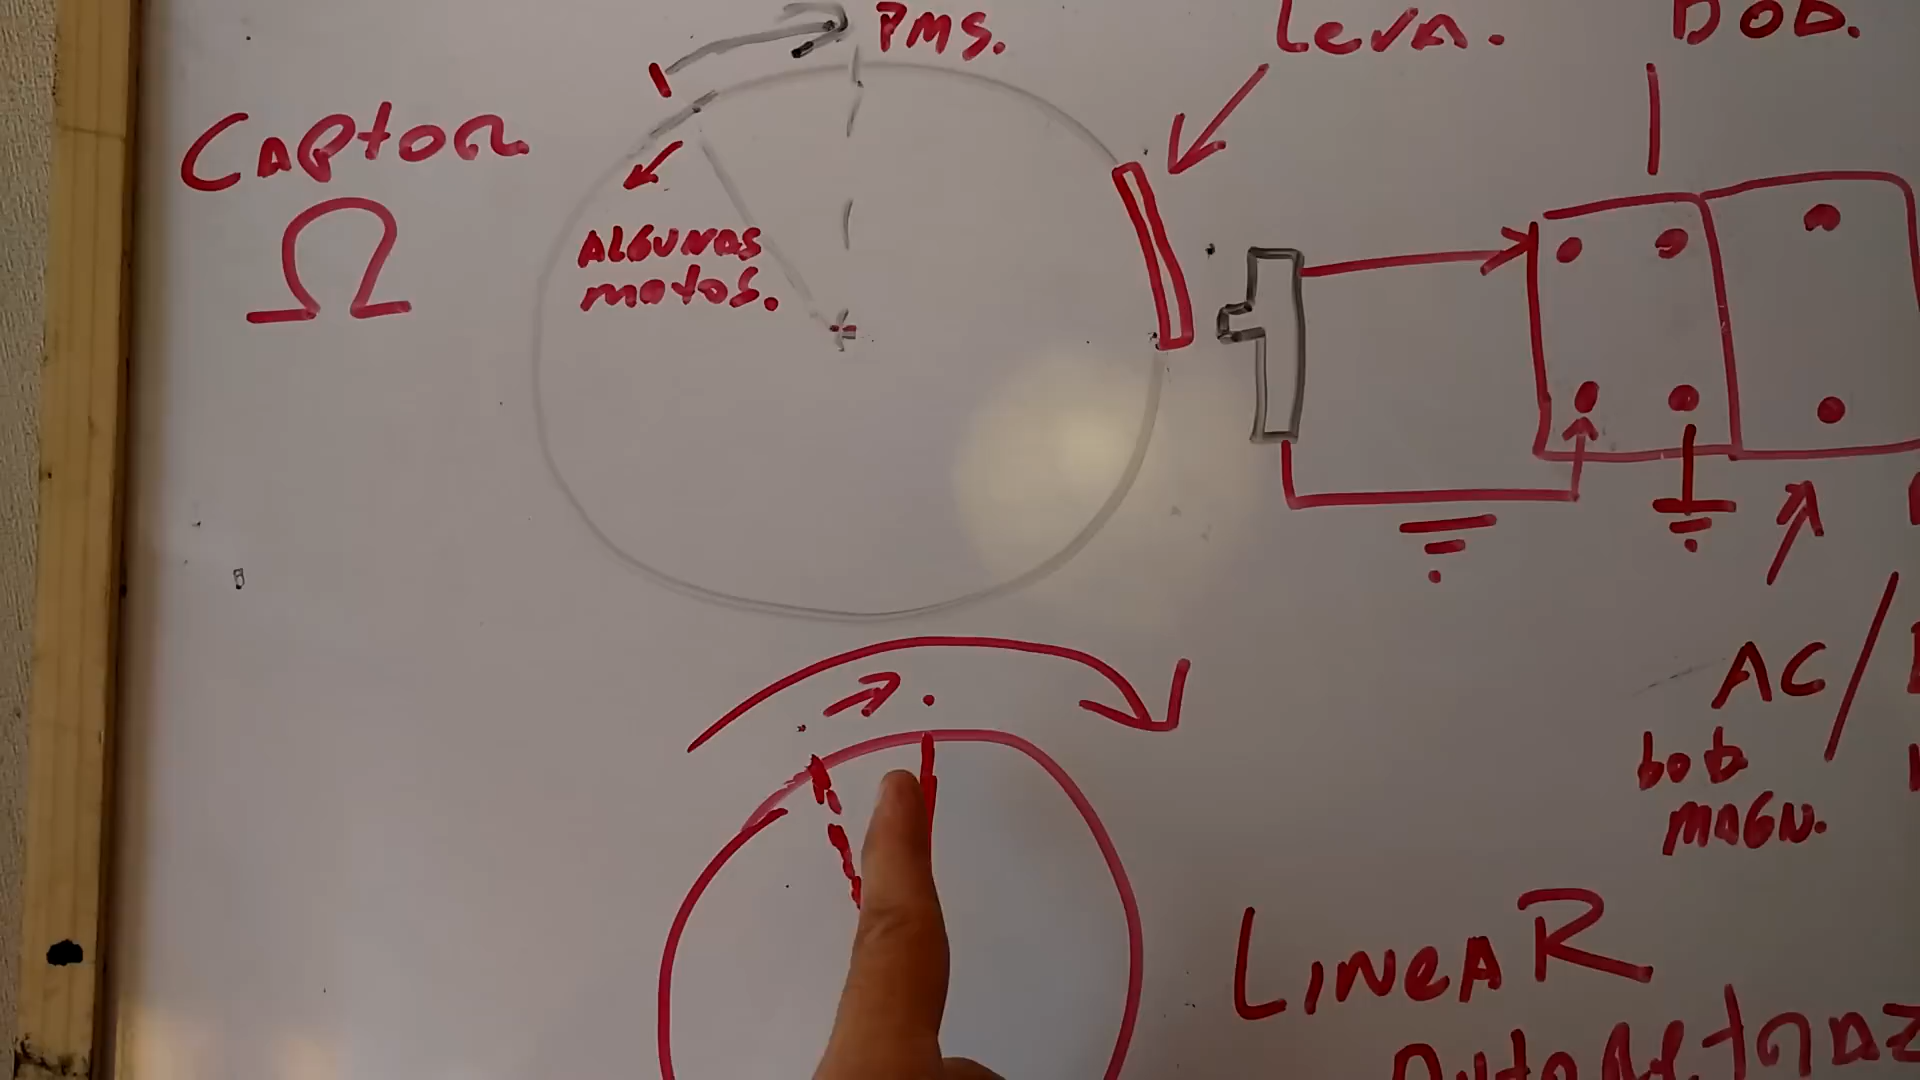 PMS.
Leva.
BOB.
Captor
Ω
ALGUNAS
motos.
AC/
bob
MAGN.
LINEAR